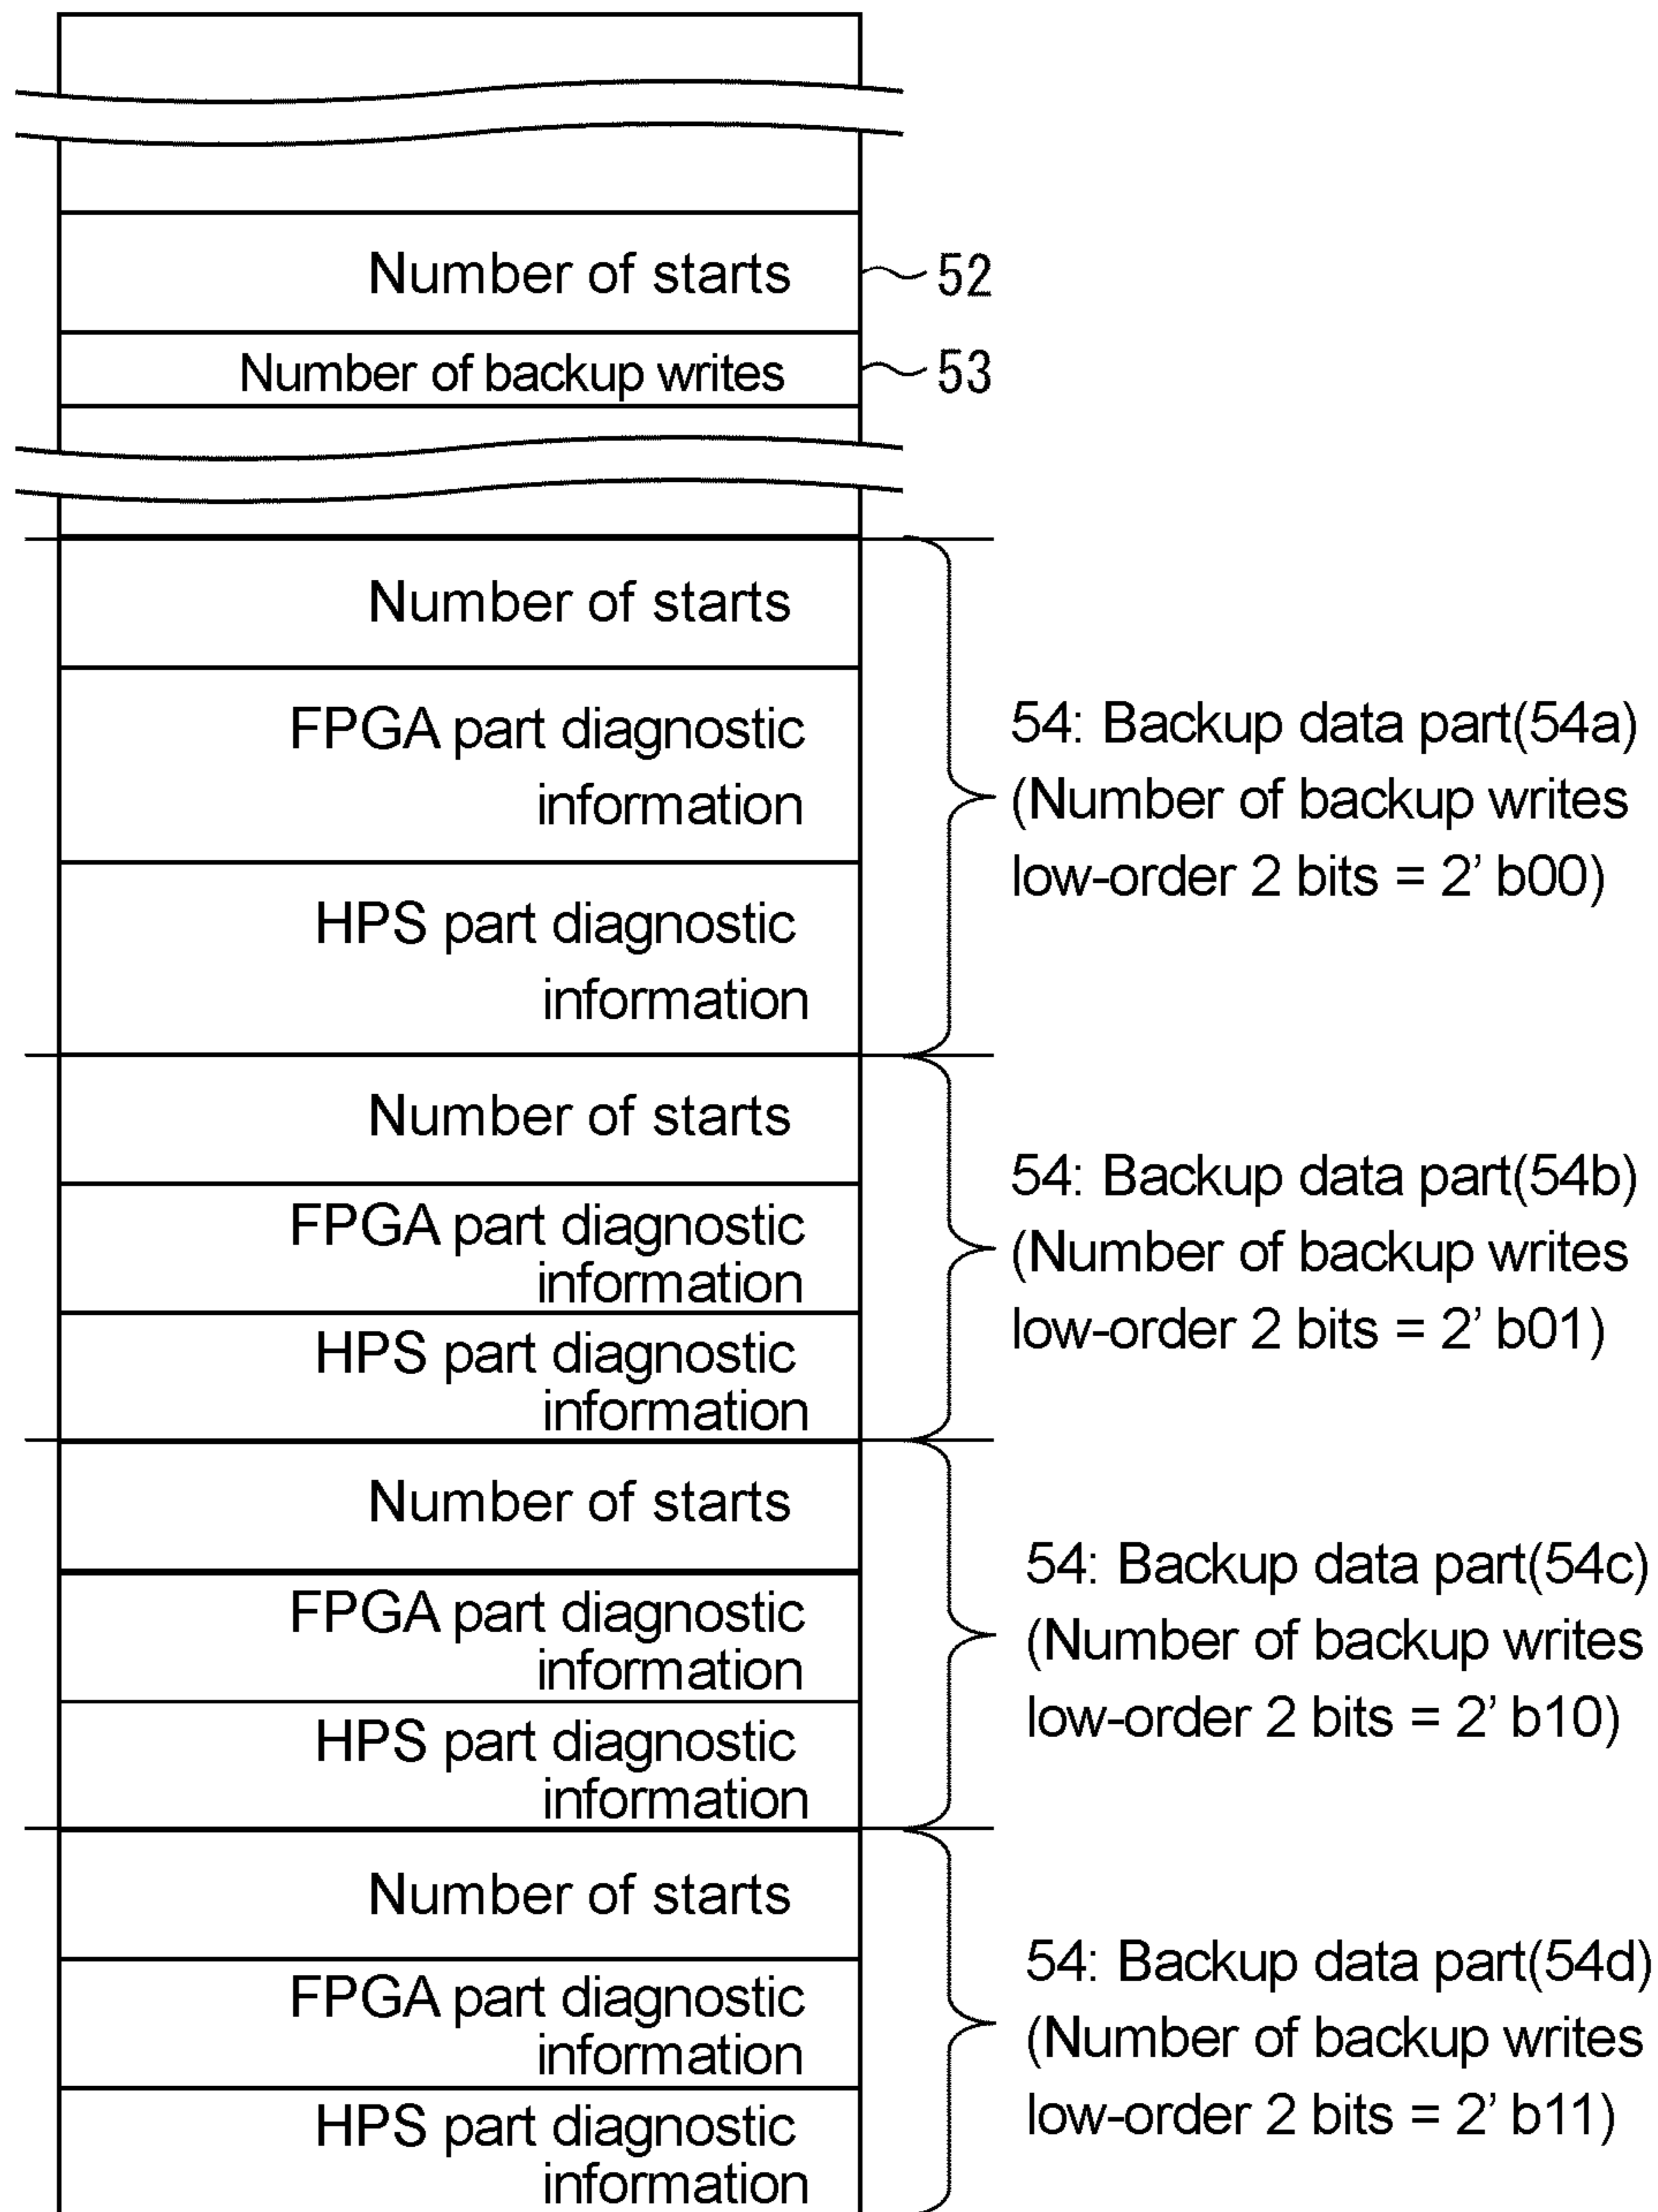 Number of starts
52
Number of backup writes
53
Number of starts
FPGA part diagnostic
information
HPS part diagnostic
information
54: Backup data part(54a)
(Number of backup writes
low-order 2 bits = 2’ b00)
Number of starts
FPGA part diagnostic
information
HPS part diagnostic
information
54: Backup data part(54b)
(Number of backup writes
low-order 2 bits = 2’ b01)
Number of starts
FPGA part diagnostic
information
HPS part diagnostic
information
54: Backup data part(54c)
(Number of backup writes
low-order 2 bits = 2’ b10)
Number of starts
FPGA part diagnostic
information
HPS part diagnostic
information
54: Backup data part(54d)
(Number of backup writes
low-order 2 bits = 2’ b11)